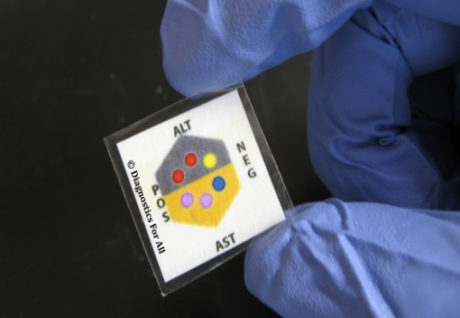 ALT
NEG
POS
AST
© Diagnostics For All